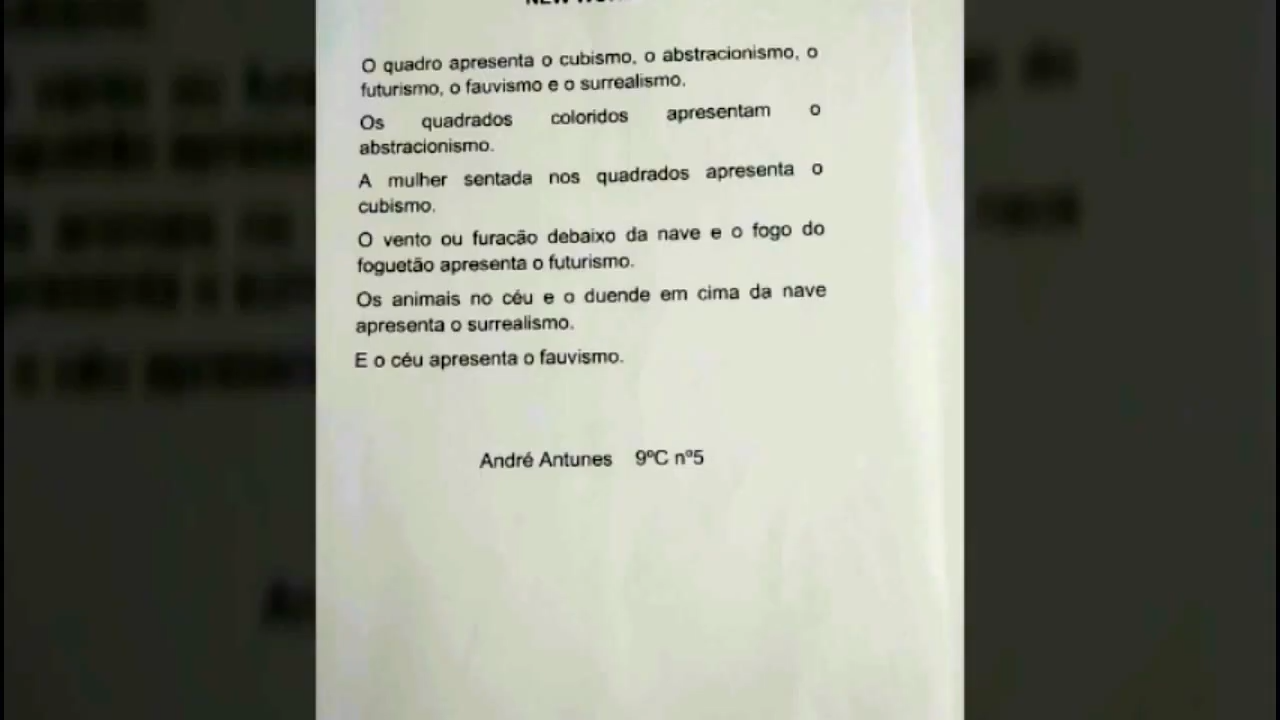 NEW
O quadro apresenta o cubismo, o abstracionismo, o
futurismo, o fauvismo e o surrealismo.
Os quadrados coloridos apresentam o
abstracionismo.
A mulher sentada nos quadrados apresenta o
cubismo.
O vento ou furacão debaixo da nave e o fogo do
foguetão apresenta o futurismo.
Os animais no céu e o duende em cima da nave
apresenta o surrealismo.
E o céu apresenta o fauvismo.
André Antunes 9ºC nº5